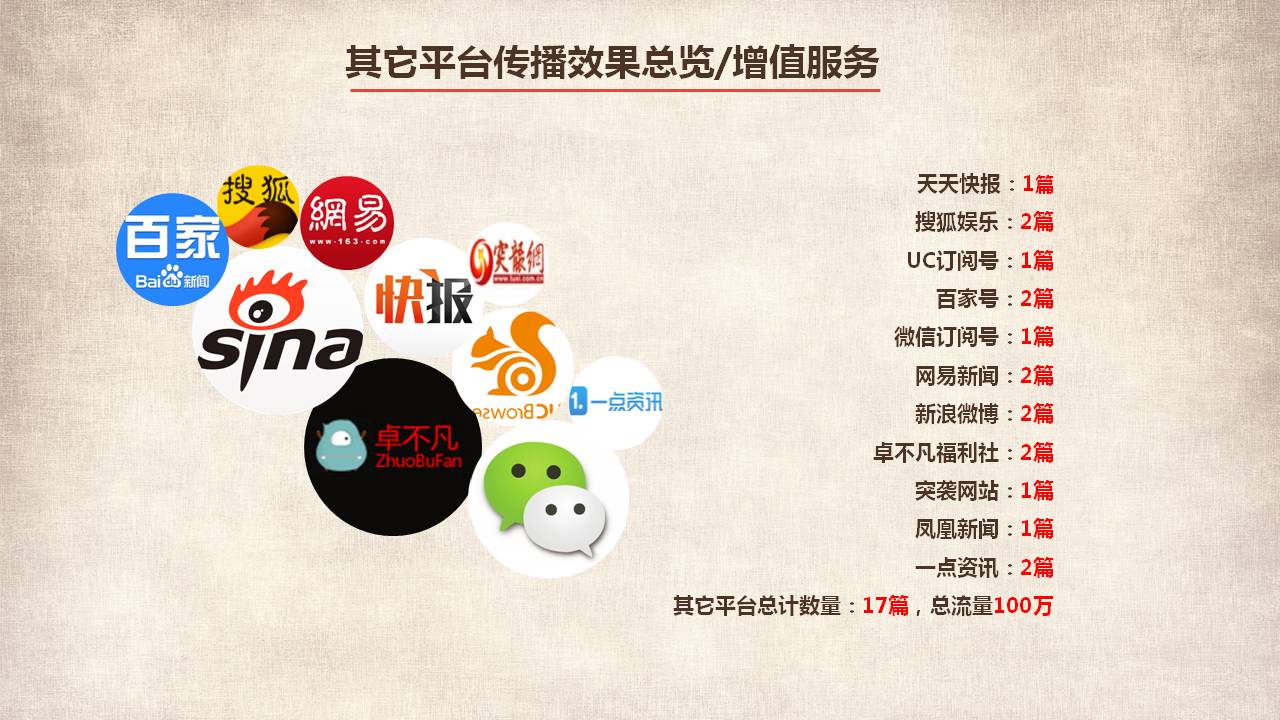 其它平台传播效果总览/增值服务
搜狐
網易
www·163·com
百家
Baidu新闻
突襲網
www.tuxi.com.cn
快报
sina
UCBrowse
1.一点资讯
卓不凡
ZhuoBuFan
天天快报：1篇
搜狐娱乐：2篇
UC订阅号：1篇
百家号：2篇
微信订阅号：1篇
网易新闻：2篇
新浪微博：2篇
卓不凡福利社：2篇
突袭网站：1篇
凤凰新闻：1篇
一点资讯：2篇
其它平台总计数量：17篇，总流量100万